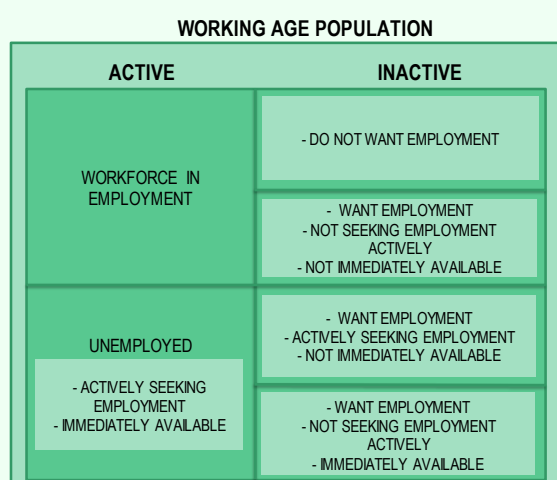 WORKING AGE POPULATION
ACTIVE
INACTIVE
WORKFORCE IN
EMPLOYMENT
- DO NOT WANT EMPLOYMENT
- WANT EMPLOYMENT
- NOT SEEKING EMPLOYMENT
ACTIVELY
- NOT IMMEDIATELY AVAILABLE
UNEMPLOYED
- ACTIVELY SEEKING
EMPLOYMENT
- IMMEDIATELY AVAILABLE
- WANT EMPLOYMENT
- ACTIVELY SEEKING EMPLOYMENT
- NOT IMMEDIATELY AVAILABLE
- WANT EMPLOYMENT
- NOT SEEKING EMPLOYMENT
ACTIVELY
- IMMEDIATELY AVAILABLE